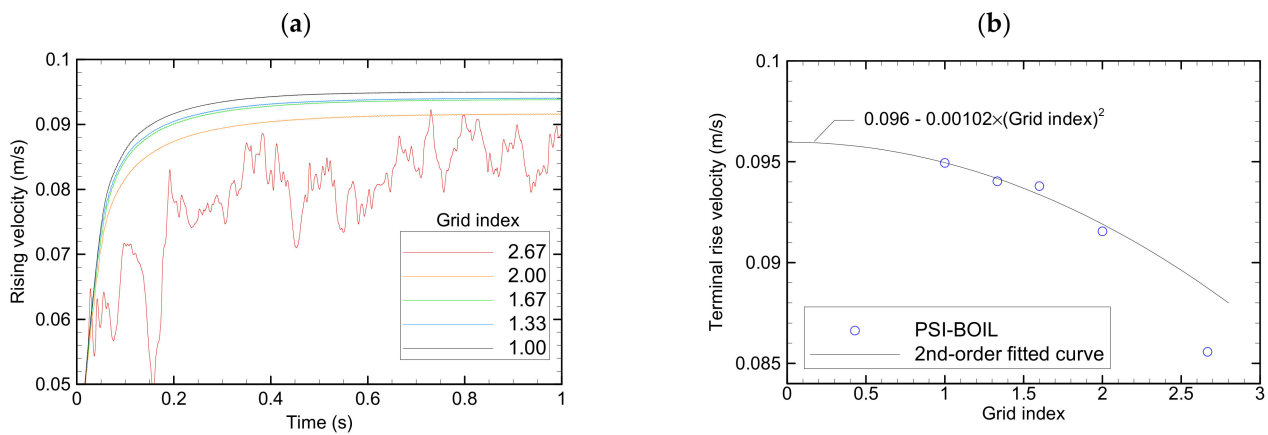 (a)
0.1
0.09
0.08
0.07
0.06
0.05
Rising velocity (m/s)
0
0.2
0.4
0.6
0.8
1
Time (s)
Grid index
2.67
2.00
1.67
1.33
1.00
(b)
0.1
0.095
0.09
0.085
Terminal rise velocity (m/s)
0.096 - 0.00102×(Grid index)²
PSI-BOIL
2nd-order fitted curve
0
0.5
1
1.5
2
2.5
3
Grid index